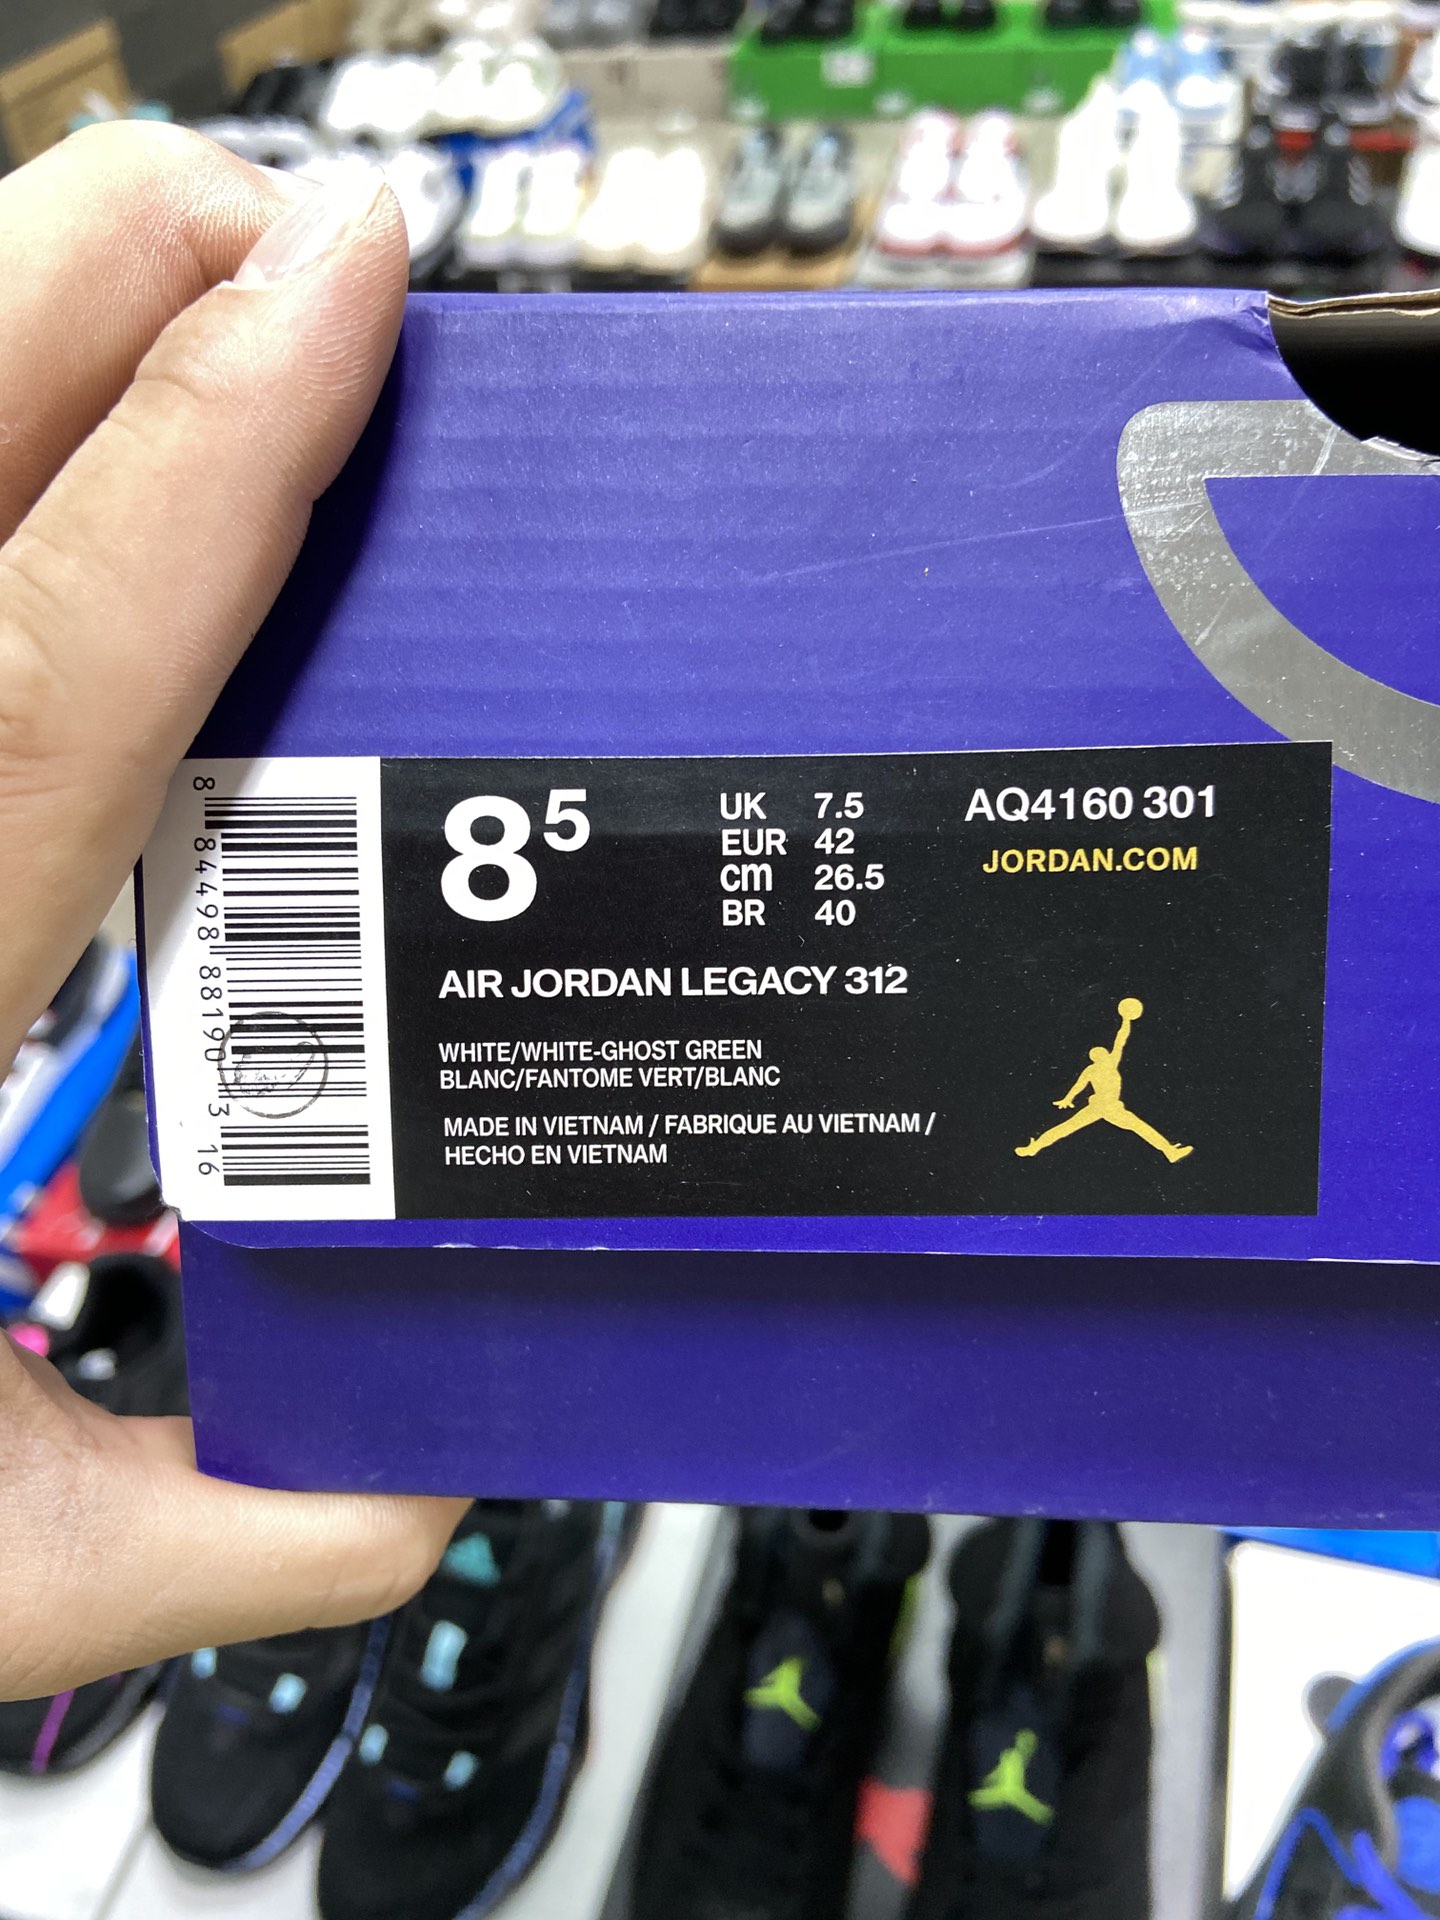 8 84498 88190 3 16
8⁵
UK 7.5
EUR 42
cm 26.5
BR 40
AQ4160 301
JORDAN.COM
AIR JORDAN LEGACY 312
WHITE/WHITE-GHOST GREEN
BLANC/FANTOME VERT/BLANC
MADE IN VIETNAM / FABRIQUE AU VIETNAM /
HECHO EN VIETNAM